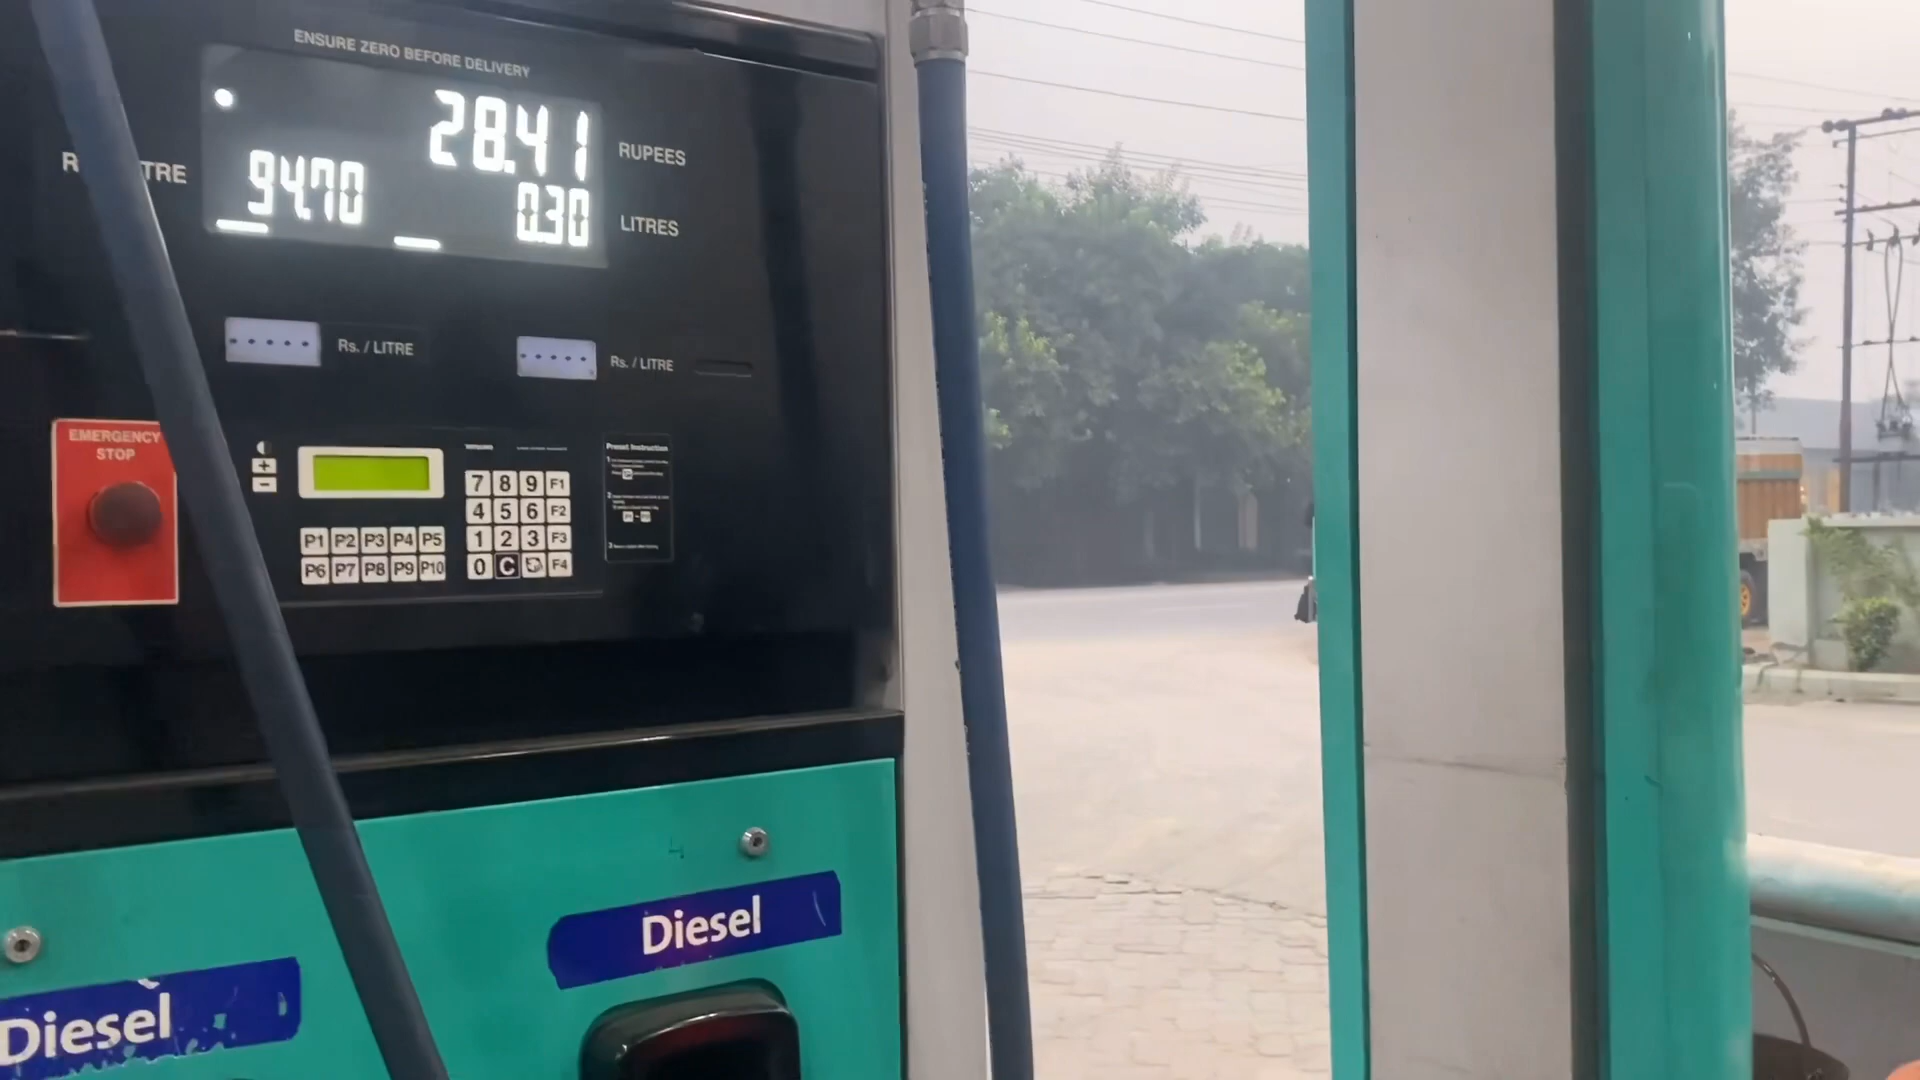 ENSURE ZERO BEFORE DELIVERY
28.41 RUPEES
94.70
0.30 LITRES
Rs. / LITRE
Rs. / LITRE
EMERGENCY
STOP
+
-
Preset Instruction
7 8 9 F1
4 5 6 F2
1 2 3 F3
0 C F4
P1 P2 P3 P4 P5
P6 P7 P8 P9 P10
4
Diesel
Diesel